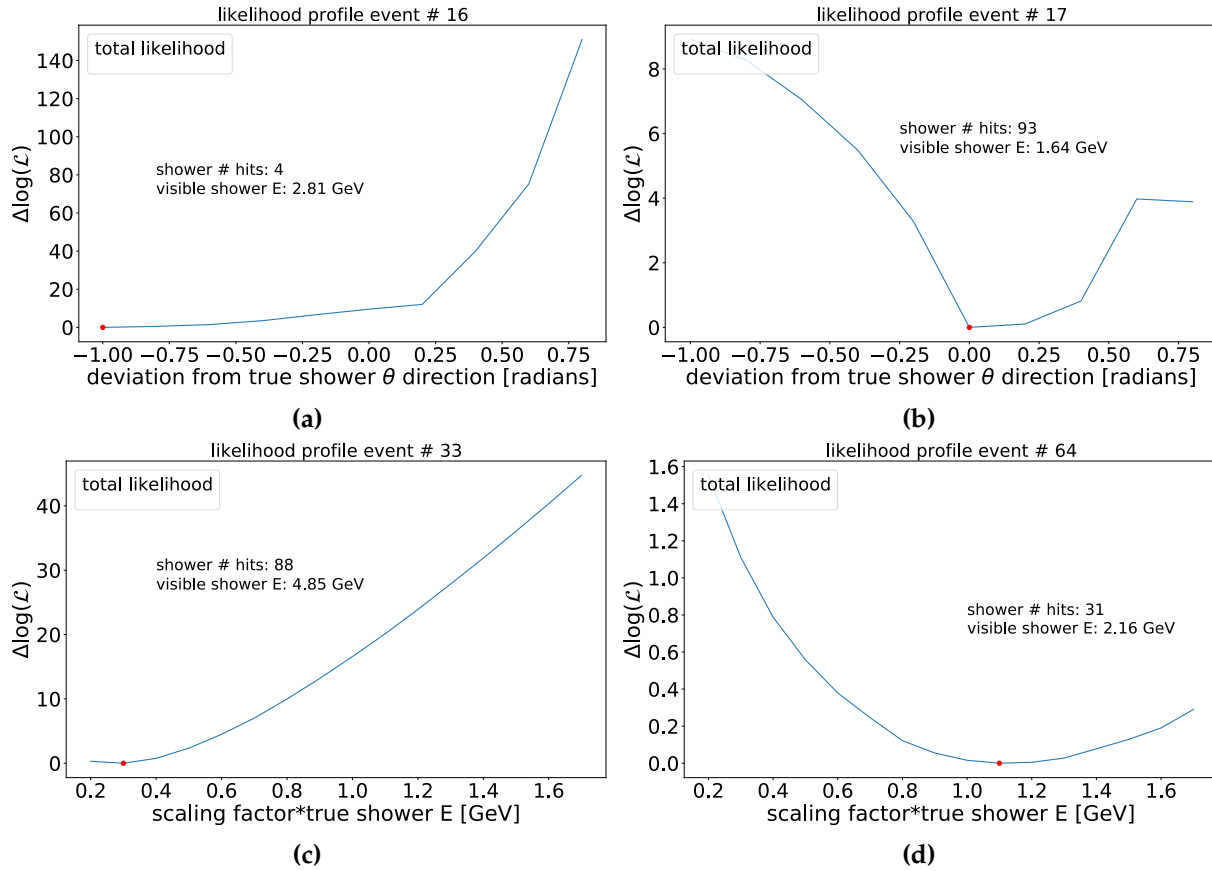 likelihood profile event # 16
total likelihood
shower # hits: 4
visible shower E: 2.81 GeV
Δlog(ℒ)
140
120
100
80
60
40
20
0
−1.00 −0.75 −0.50 −0.25 0.00 0.25 0.50 0.75
deviation from true shower θ direction [radians]
(a)
likelihood profile event # 17
total likelihood
shower # hits: 93
visible shower E: 1.64 GeV
Δlog(ℒ)
8
6
4
2
0
−1.00 −0.75 −0.50 −0.25 0.00 0.25 0.50 0.75
deviation from true shower θ direction [radians]
(b)
likelihood profile event # 33
total likelihood
shower # hits: 88
visible shower E: 4.85 GeV
Δlog(ℒ)
40
30
20
10
0
0.2 0.4 0.6 0.8 1.0 1.2 1.4 1.6
scaling factor*true shower E [GeV]
(c)
likelihood profile event # 64
total likelihood
shower # hits: 31
visible shower E: 2.16 GeV
Δlog(ℒ)
1.6
1.4
1.2
1.0
0.8
0.6
0.4
0.2
0.0
0.2 0.4 0.6 0.8 1.0 1.2 1.4 1.6
scaling factor*true shower E [GeV]
(d)